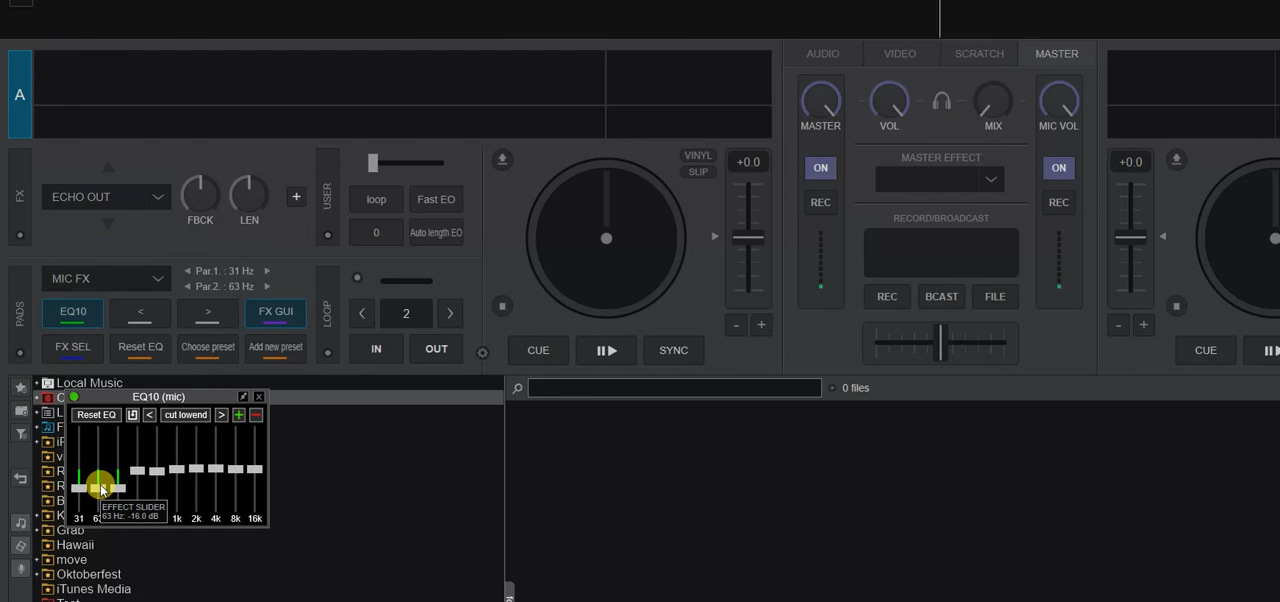 AUDIO
VIDEO
SCRATCH
MASTER
A
MASTER
VOL
MIX
MIC VOL
FX
ECHO OUT
FBCK
LEN
+
USER
loop
Fast EO
0
Auto length EO
VINYL
SLIP
+0.0
ON
REC
MASTER EFFECT
RECORD/BROADCAST
REC
BCAST
FILE
ON
REC
+0.0
PADS
MIC FX
Par.1. : 31 Hz
Par.2. : 63 Hz
EQ10
<
>
FX GUI
FX SEL
Reset EQ
Choose preset
Add new preset
LOOP
2
IN
OUT
CUE
SYNC
- +
- +
CUE
Local Music
EQ10 (mic)
Reset EQ
<
cut lowend
>
+
-
EFFECT SLIDER
63 Hz: -16.0 dB
31
1k 2k 4k 8k 16k
0 files
Grab
Hawaii
move
Oktoberfest
iTunes Media